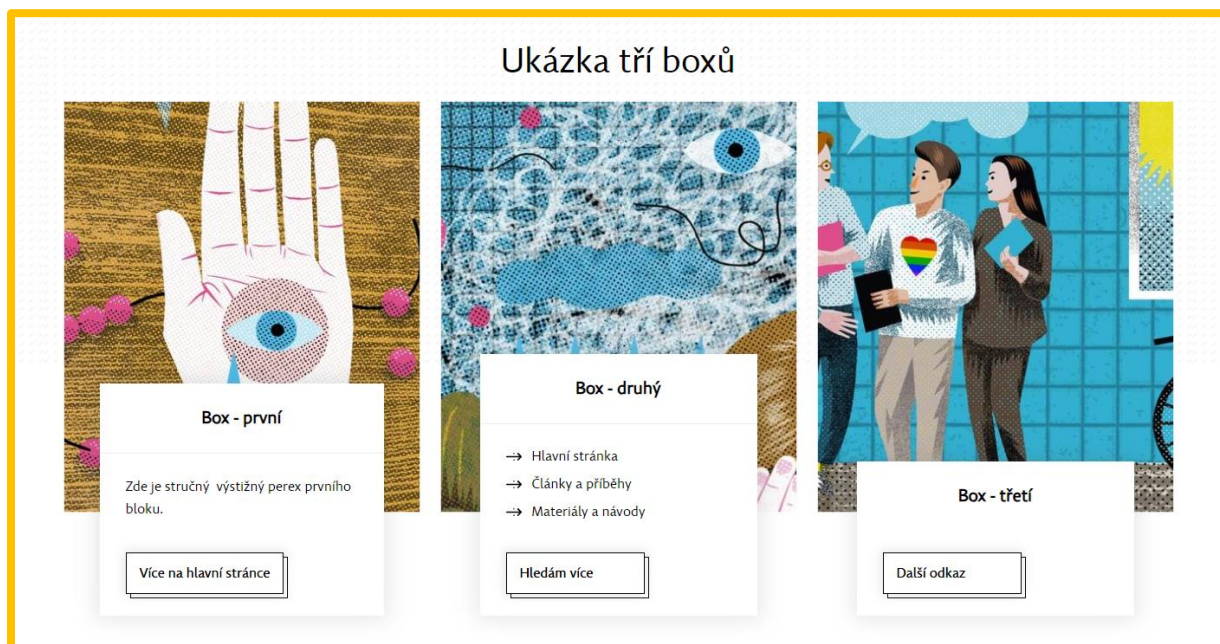 Ukázka tří boxů
Box - první
Zde je stručný výstižný perex prvního
bloku.
Více na hlavní stránce
Box - druhý
Hlavní stránka
Články a příběhy
Materiály a návody
Hledám více
Box - třetí
Další odkaz